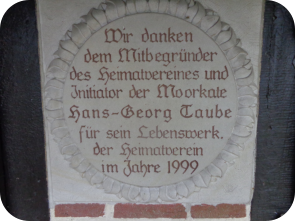 Wir danken
dem Mitbegründer
des Heimatvereines und
Initiator der Moorkate
Hans-Georg Taube
für sein Lebenswerk.
der Heimatverein
im Jahre 1999